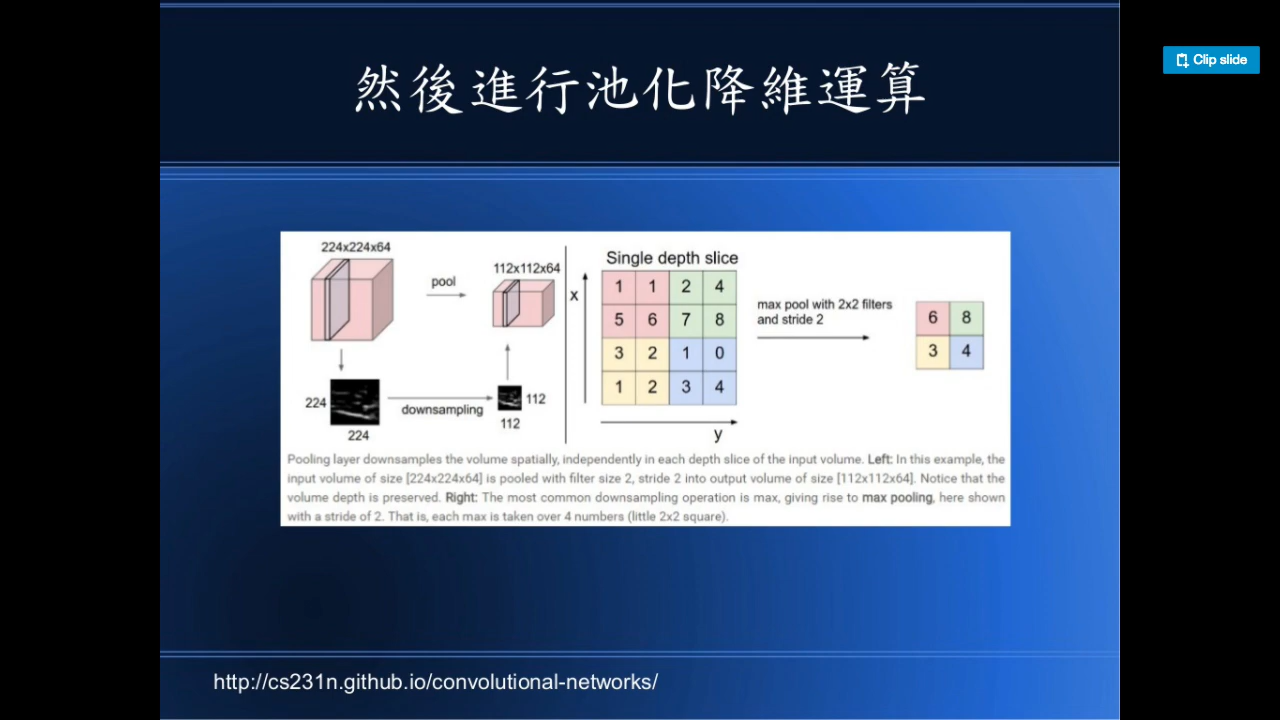 Clip slide
然後進行池化降維運算
224x224x64
pool
112x112x64
224
224
downsampling
112
112
x
Single depth slice
1 1 2 4
5 6 7 8
3 2 1 0
1 2 3 4
y
max pool with 2x2 filters
and stride 2
6 8
3 4
Pooling layer downsamples the volume spatially, independently in each depth slice of the input volume. Left: In this example, the
input volume of size [224x224x64] is pooled with filter size 2, stride 2 into output volume of size [112x112x64]. Notice that the
volume depth is preserved. Right: The most common downsampling operation is max, giving rise to max pooling, here shown
with a stride of 2. That is, each max is taken over 4 numbers (little 2x2 square).
http://cs231n.github.io/convolutional-networks/